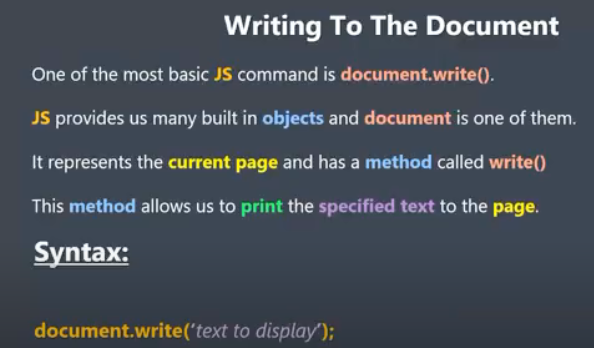 Writing To The Document
One of the most basic JS command is document.write().
JS provides us many built in objects and document is one of them.
It represents the current page and has a method called write()
This method allows us to print the specified text to the page.
Syntax:
document.write('text to display');